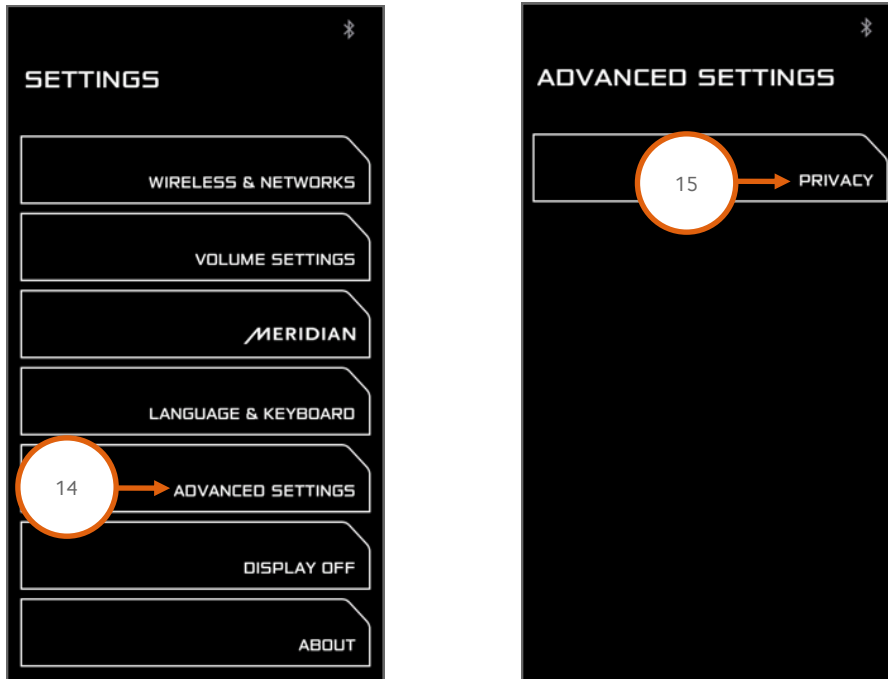 SETTINGS
WIRELESS & NETWORKS
VOLUME SETTINGS
MERIDIAN
LANGUAGE & KEYBOARD
14
ADVANCED SETTINGS
DISPLAY OFF
ABOUT
ADVANCED SETTINGS
15
PRIVACY